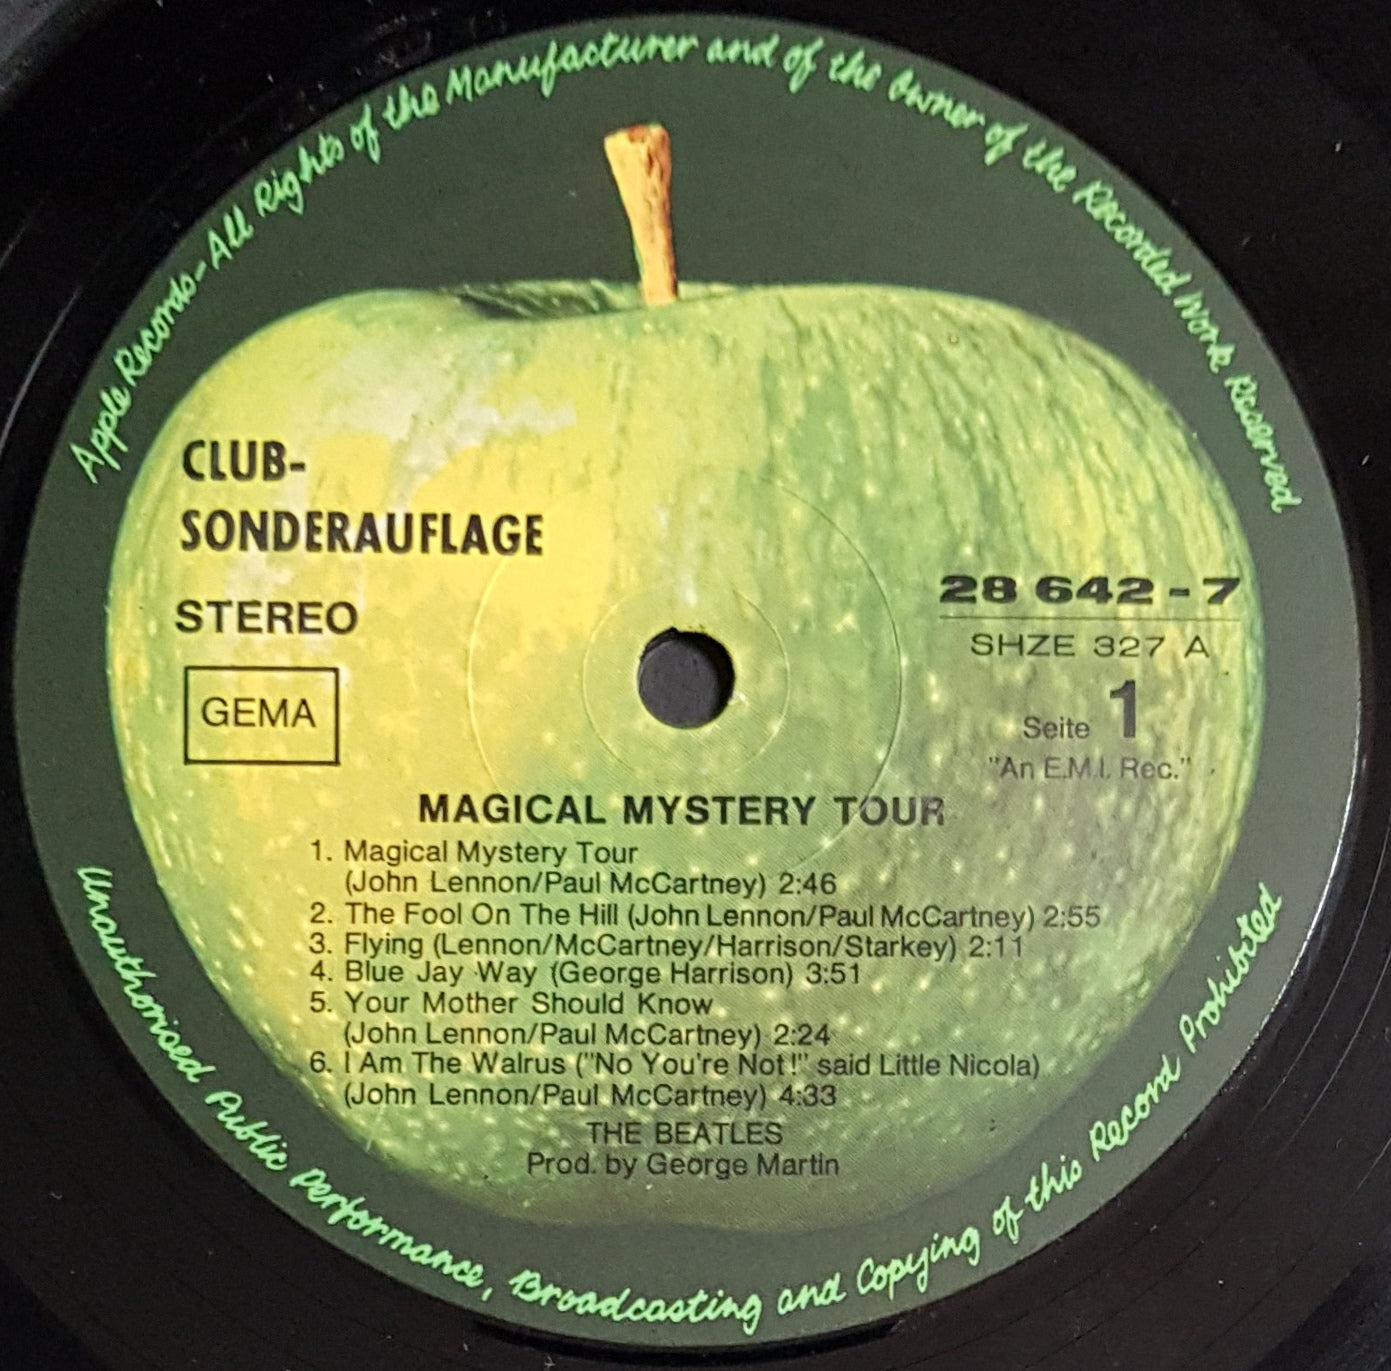 Apple Records-All Rights of the Manufacturer and of the Owner of the Recorded Work Reserved
CLUB-
SONDERAUFLAGE
STEREO
GEMA
28 642-7
SHZE 327 A
Seite 1
"An E.M.I. Rec."
MAGICAL MYSTERY TOUR
1. Magical Mystery Tour
(John Lennon/Paul McCartney) 2:46
2. The Fool On The Hill (John Lennon/Paul McCartney) 2:55
3. Flying (Lennon/McCartney/Harrison/Starkey) 2:11
4. Blue Jay Way (George Harrison) 3:51
5. Your Mother Should Know
(John Lennon/Paul McCartney) 2:24
6. I Am The Walrus ("No You're Not!" said Little Nicola)
(John Lennon/Paul McCartney) 4:33
THE BEATLES
Prod. by George Martin
Unauthorised Public Performance, Broadcasting and Copying of this Record Prohibited